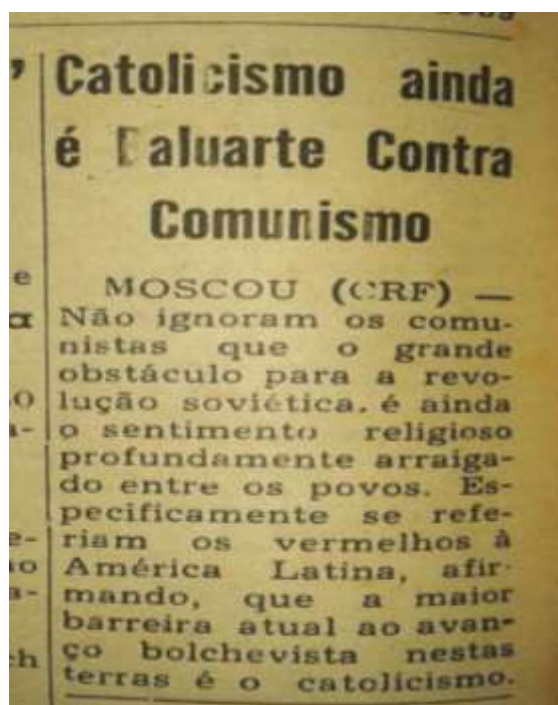 Catolicismo ainda
é Baluarte Contra
Comunismo
MOSCOU (CRF) —
Não ignoram os comu-
nistas que o grande
obstáculo para a revo-
lução soviética, é ainda
o sentimento religioso
profundamente arraiga-
do entre os povos. Es-
pecificamente se refe-
riam os vermelhos à
América Latina, afir-
mando, que a maior
barreira atual ao avan-
ço bolchevista nestas
terras é o catolicismo.